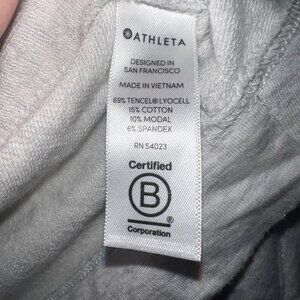 ATHLETA
DESIGNED IN
SAN FRANCISCO
MADE IN VIETNAM
69% TENCEL® LYOCELL
15% COTTON
10% MODAL
6% SPANDEX
RN 54023
Certified
B
®
Corporation